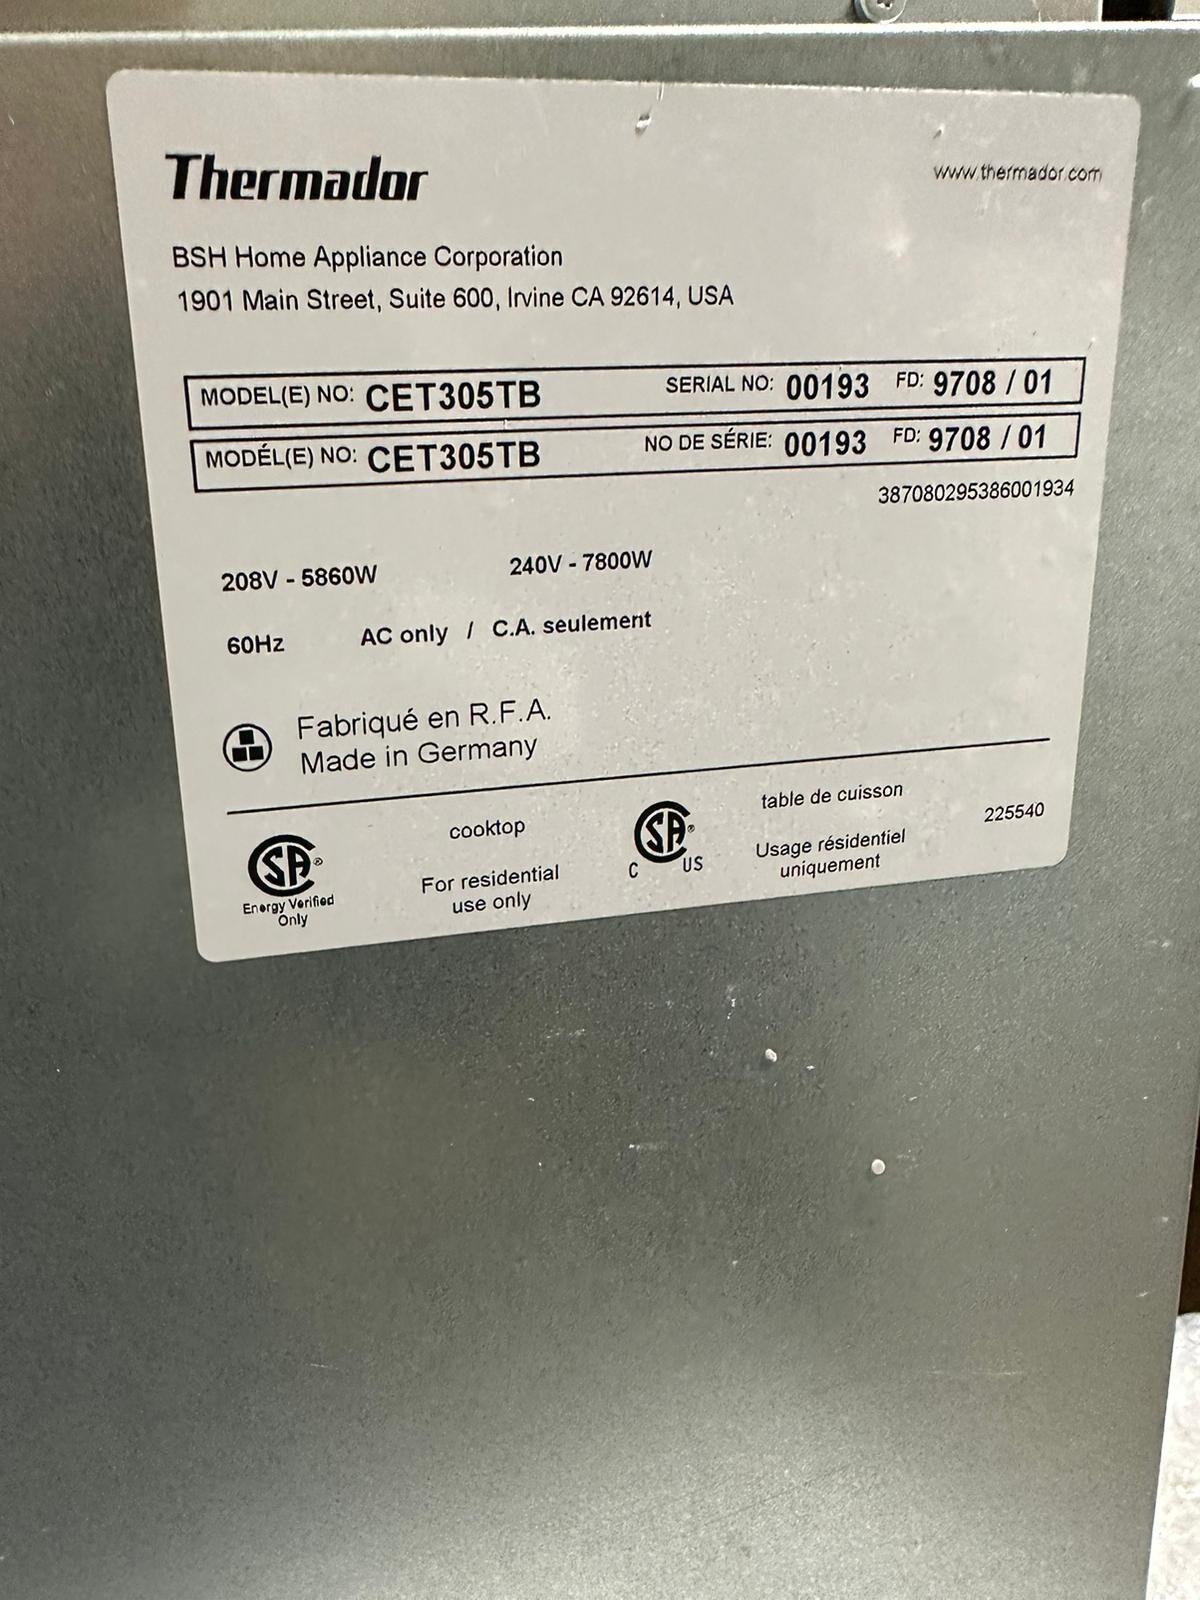 Thermador
www.thermador.com
BSH Home Appliance Corporation
1901 Main Street, Suite 600, Irvine CA 92614, USA
MODEL(E) NO: CET305TB SERIAL NO: 00193 FD: 9708 / 01
MODÉL(E) NO: CET305TB NO DE SÉRIE: 00193 FD: 9708 / 01
387080295386001934
208V - 5860W 240V - 7800W
60Hz AC only / C.A. seulement
Fabriqué en R.F.A.
Made in Germany
SA®
Energy Verified
Only
cooktop
For residential
use only
SA®
C US
table de cuisson
Usage résidentiel
uniquement
225540